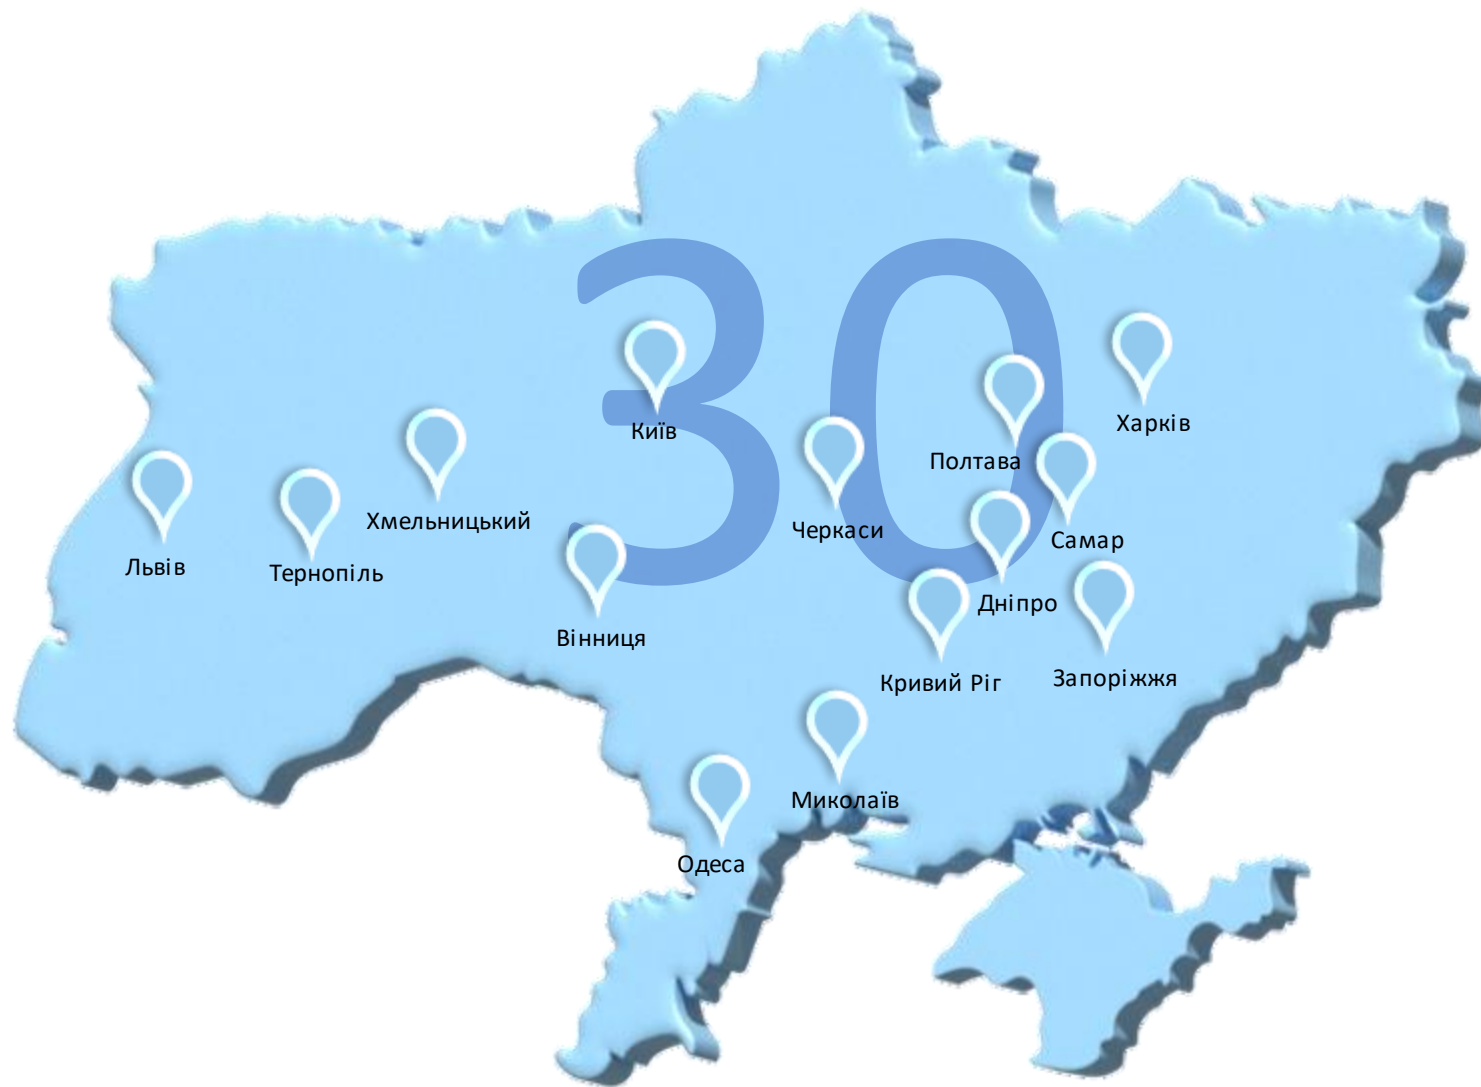 30
Київ
Харків
Полтава
Хмельницький
Черкаси
Самар
Львів
Тернопіль
Дніпро
Вінниця
Кривий Ріг
Запоріжжя
Миколаїв
Одеса